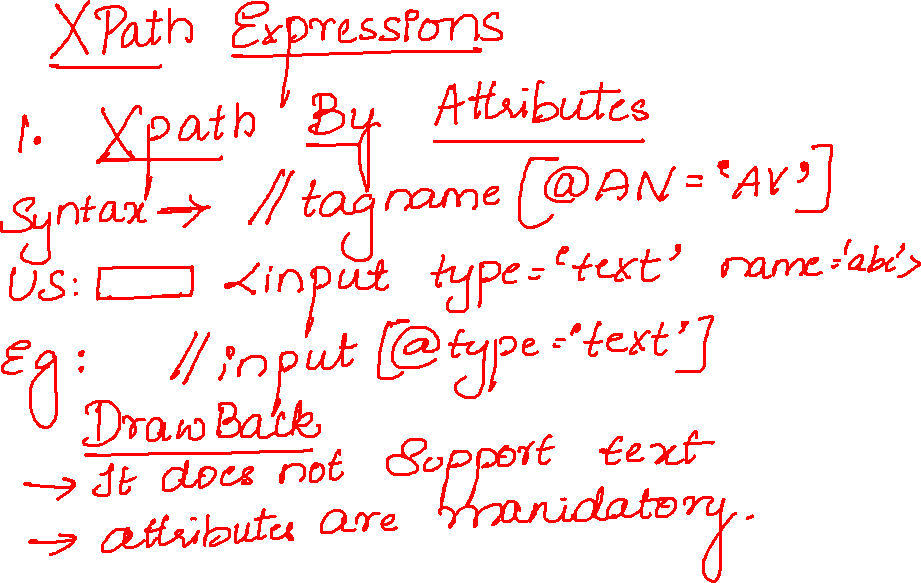 XPath Expressions
1. Xpath By Attributes
Syntax → //tagname[@AN='AV']
US: <input type='text' name='abc'>
Eg: //input[@type='text']
DrawBack
→ It does not Support text
→ attributes are manidatory.